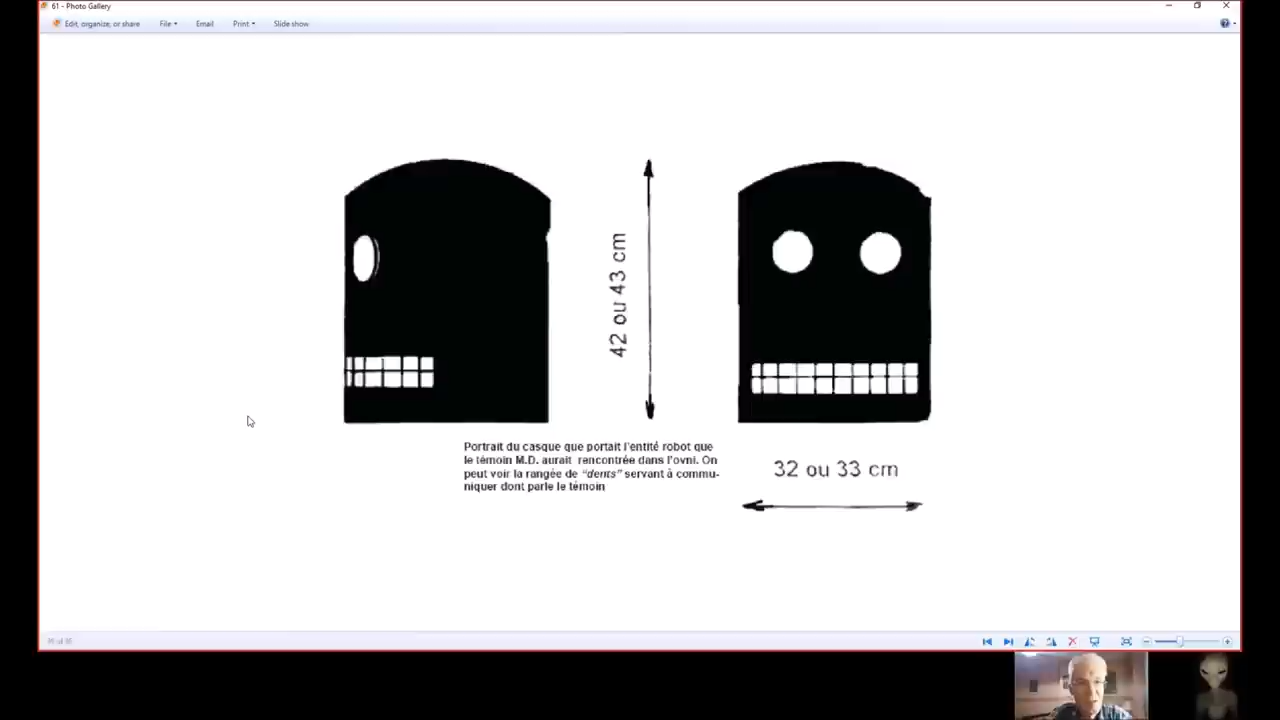 61 - Photo Gallery
Edit, organize, or share File Email Print Slide show
42 ou 43 cm
Portrait du casque que portait l'entité robot que
le témoin M.D. aurait rencontrée dans l'ovni. On
peut voir la rangée de "dents" servant à commu-
niquer dont parle le témoin
32 ou 33 cm